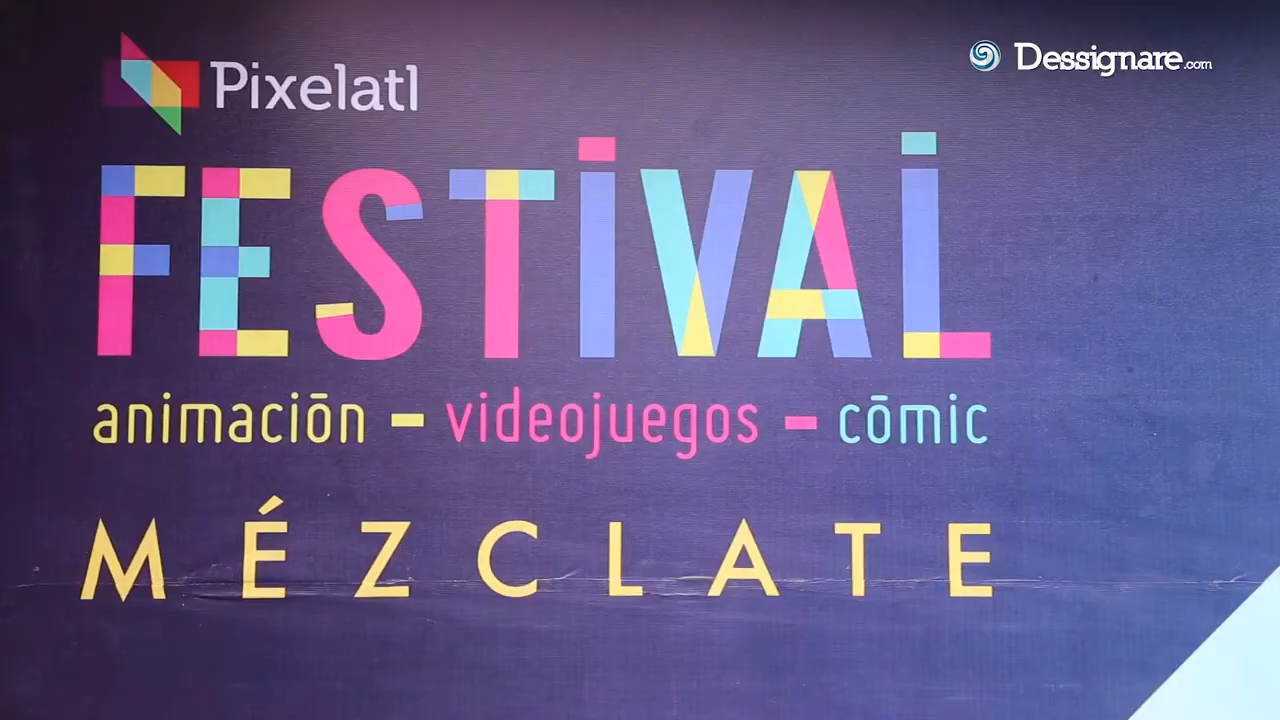 Pixelatl
Dessignare.com
FESTiVAL
animación - videojuegos - cómic
MÉZCLATE